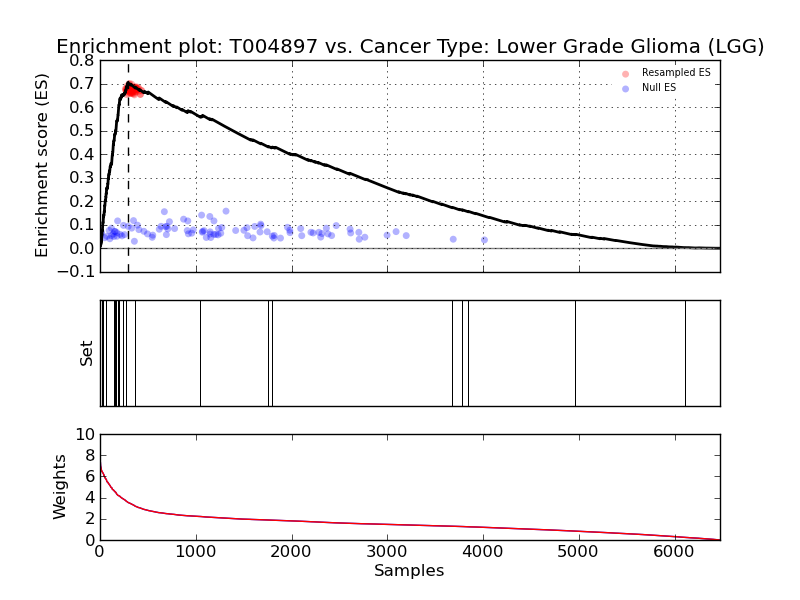 Enrichment plot: T004897 vs. Cancer Type: Lower Grade Glioma (LGG)
0.8
0.7
0.6
0.5
0.4
0.3
0.2
0.1
0.0
−0.1
Enrichment score (ES)
Resampled ES
Null ES
Set
10
8
6
4
2
0
Weights
0 1000 2000 3000 4000 5000 6000
Samples